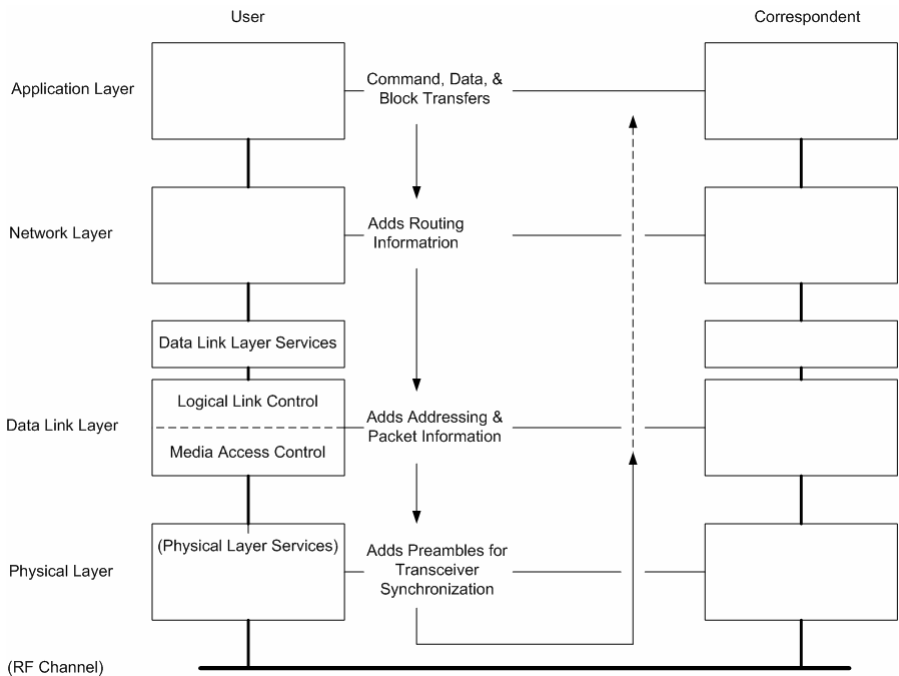 User
Correspondent
Application Layer
Command, Data, &
Block Transfers
Network Layer
Adds Routing
Informatrion
Data Link Layer Services
Data Link Layer
Logical Link Control
Media Access Control
Adds Addressing &
Packet Information
(Physical Layer Services)
Physical Layer
Adds Preambles for
Transceiver
Synchronization
(RF Channel)